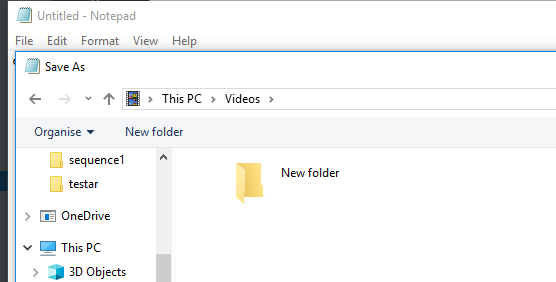 Untitled - Notepad
File Edit Format View Help
Save As
This PC Videos
Organise New folder
sequence1
New folder
testar
OneDrive
This PC
3D Objects